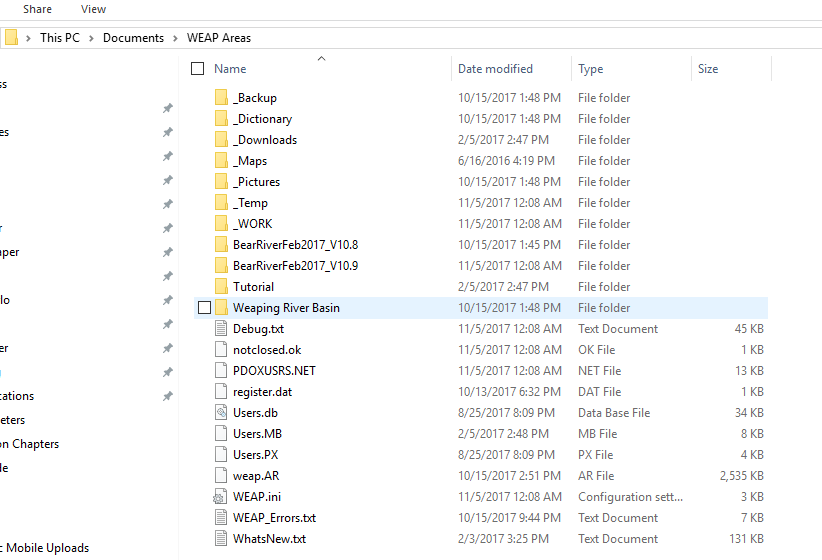 Share View
This PC > Documents > WEAP Areas
Name Date modified Type Size
_Backup 10/15/2017 1:48 PM File folder
_Dictionary 10/15/2017 1:48 PM File folder
_Downloads 2/5/2017 2:47 PM File folder
_Maps 6/16/2016 4:19 PM File folder
_Pictures 10/15/2017 1:48 PM File folder
_Temp 11/5/2017 12:08 AM File folder
_WORK 11/5/2017 12:08 AM File folder
BearRiverFeb2017_V10.8 10/15/2017 1:45 PM File folder
BearRiverFeb2017_V10.9 11/5/2017 12:08 AM File folder
Tutorial 2/5/2017 2:47 PM File folder
Weaping River Basin 10/15/2017 1:48 PM File folder
Debug.txt 11/5/2017 12:08 AM Text Document 45 KB
notclosed.ok 11/5/2017 12:08 AM OK File 1 KB
PDOXUSRS.NET 11/5/2017 12:08 AM NET File 13 KB
register.dat 10/13/2017 6:32 PM DAT File 1 KB
Users.db 8/25/2017 8:09 PM Data Base File 34 KB
Users.MB 2/5/2017 2:48 PM MB File 8 KB
Users.PX 8/25/2017 8:09 PM PX File 4 KB
weap.AR 10/15/2017 2:51 PM AR File 2,535 KB
WEAP.ini 11/5/2017 12:08 AM Configuration sett... 3 KB
WEAP_Errors.txt 10/15/2017 9:44 PM Text Document 7 KB
WhatsNew.txt 2/3/2017 3:25 PM Text Document 131 KB
ss
es
r
per
lo
er
cations
eters
on Chapters
le
c Mobile Uploads